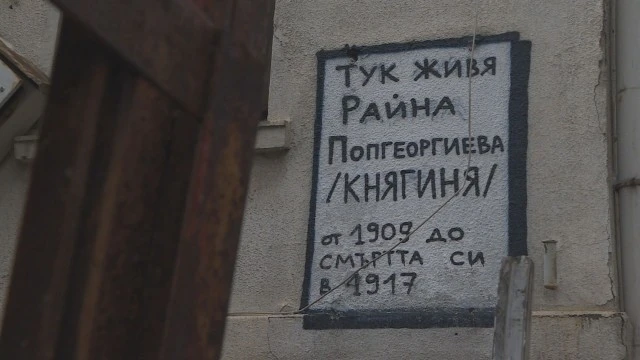 ТУК ЖИВЯ
РАЙНА
ПОПГЕОРГИЕВА
/КНЯГИНЯ/
от 1909 ДО
СМЪРТТА СИ
В 1917